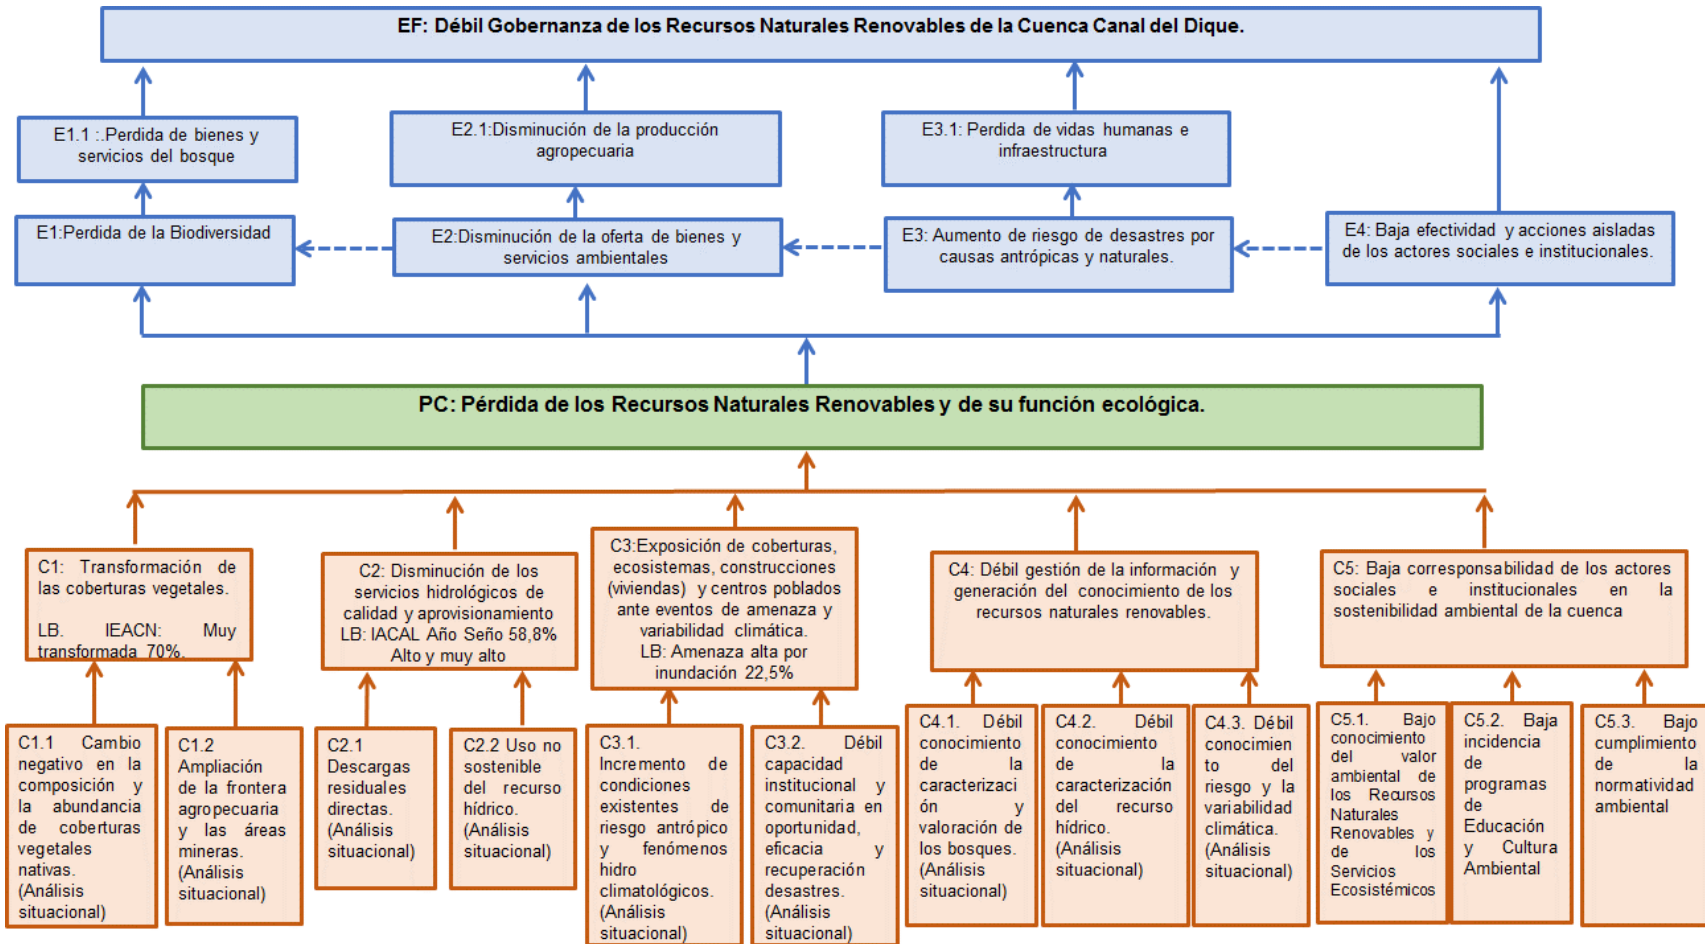 EF: Débil Gobernanza de los Recursos Naturales Renovables de la Cuenca Canal del Dique.
E1.1 :.Perdida de bienes y
servicios del bosque
E2.1:Disminución de la producción
agropecuaria
E3.1: Perdida de vidas humanas e
infraestructura
E1:Perdida de la Biodiversidad
E2:Disminución de la oferta de bienes y
servicios ambientales
E3: Aumento de riesgo de desastres por
causas antrópicas y naturales.
E4: Baja efectividad y acciones aisladas
de los actores sociales e institucionales.
PC: Pérdida de los Recursos Naturales Renovables y de su función ecológica.
C1: Transformación de
las coberturas vegetales.
LB. IEACN: Muy
transformada 70%.
C2: Disminución de los
servicios hidrológicos de
calidad y aprovisionamiento
LB: IACAL Año Seño 58,8%
Alto y muy alto
C3:Exposición de coberturas,
ecosistemas, construcciones
(viviendas) y centros poblados
ante eventos de amenaza y
variabilidad climática.
LB: Amenaza alta por
inundación 22,5%
C4: Débil gestión de la información y
generación del conocimiento de los
recursos naturales renovables.
C5: Baja corresponsabilidad de los actores
sociales e institucionales en la
sostenibilidad ambiental de la cuenca
C1.1 Cambio
negativo en la
composición y
la abundancia
de coberturas
vegetales
nativas.
(Análisis
situacional)
C1.2
Ampliación
de la frontera
agropecuaria
y las áreas
mineras.
(Análisis
situacional)
C2.1
Descargas
residuales
directas.
(Análisis
situacional)
C2.2 Uso no
sostenible
del recurso
hídrico.
(Análisis
situacional)
C3.1.
Incremento de
condiciones
existentes de
riesgo antrópico
y fenómenos
hidro
climatológicos.
(Análisis
situacional)
C3.2. Débil
capacidad
institucional y
comunitaria en
oportunidad,
eficacia y
recuperación
desastres.
(Análisis
situacional)
C4.1. Débil
conocimiento
de la
caracterizaci
ón y
valoración de
los bosques.
(Análisis
situacional)
C4.2. Débil
conocimiento
de la
caracterización
del recurso
hídrico.
(Análisis
situacional)
C4.3. Débil
conocimien
to del
riesgo y la
variabilidad
climática.
(Análisis
situacional)
C5.1. Bajo
conocimiento
del valor
ambiental de
los Recursos
Naturales
Renovables y
de los
Servicios
Ecosistémicos
C5.2. Baja
incidencia
de
programas
de
Educación
y Cultura
Ambiental
C5.3. Bajo
cumplimiento
de la
normatividad
ambiental